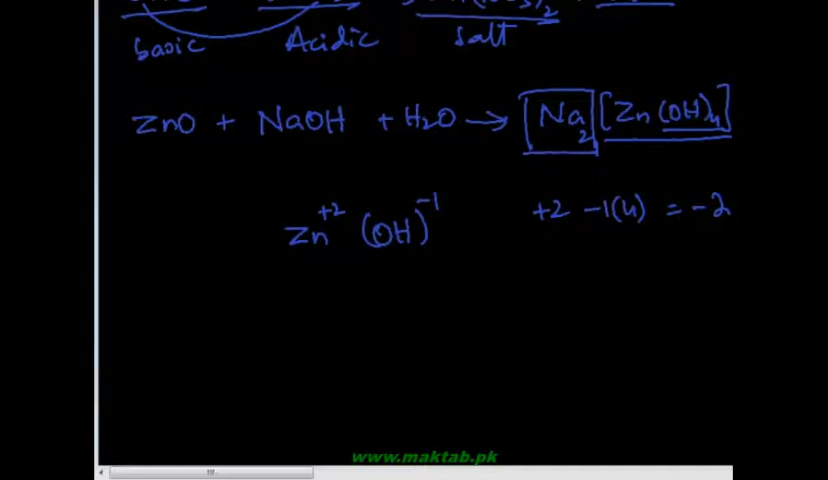 basic Acidic salt
ZnO + NaOH + H2O → [Na2 [Zn (OH)4]
Zn+2 (OH)-1 +2 -1(4) = -2
www.maktab.pk